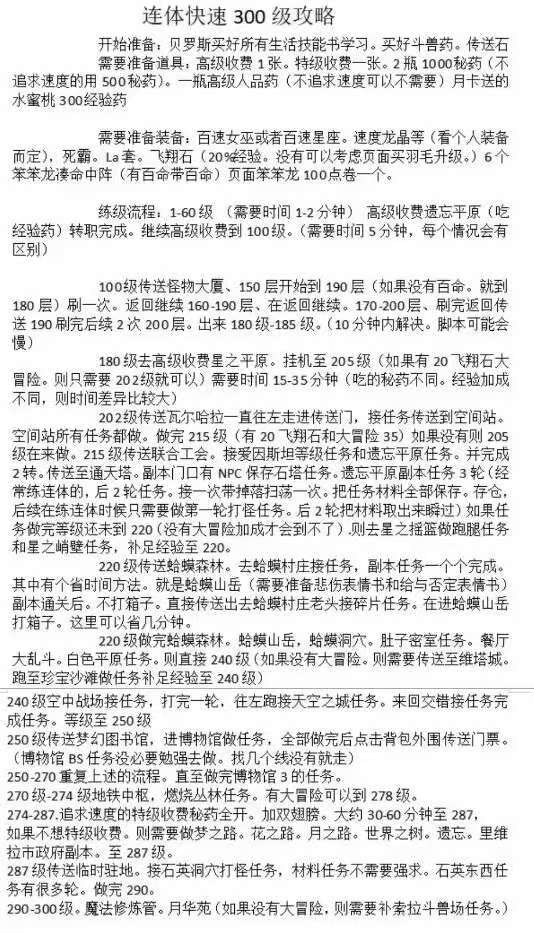 连体快速 300 级攻略
开始准备：贝罗斯买好所有生活技能书学习。买好斗兽药。传送石
需要准备道具：高级收费 1 张。特级收费一张。2 瓶 1000 秘药（不
追求速度的用 500 秘药）。一瓶高级人品药（不追求速度可以不需要）月卡送的
水蜜桃 300 经验药
需要准备装备：百速女巫或者百速星座。速度龙晶等（看个人装备
而定），死霸。La 套。飞翔石（20%经验。没有可以考虑页面买羽毛升级。）6 个
笨笨龙凑命中阵（有百命带百命）页面笨笨龙 100 点卷一个。
练级流程：1-60 级 （需要时间 1-2 分钟） 高级收费遗忘平原（吃
经验药）转职完成。继续高级收费到 100 级。（需要时间 5 分钟，每个情况会有
区别）
100 级传送怪物大厦、150 层开始到 190 层（如果没有百命。就到
180 层）刷一次。返回继续 160-190 层、在返回继续。170-200 层、刷完返回传
送 190 刷完后续 2 次 200 层。出来 180 级-185 级。（10 分钟内解决。脚本可能会
慢）
180 级去高级收费星之平原。挂机至 205 级（如果有 20 飞翔石大
冒险。则只需要 202 级就可以）需要时间 15-35 分钟（吃的秘药不同。经验加成
不同，则时间差异比较大）
202 级传送瓦尔哈拉一直往左走进传送门，接任务传送到空间站。
空间站所有任务都做。做完 215 级（有 20 飞翔石和大冒险 35）如果没有则 205
级在来做。215 级传送联合工会。接爱因斯坦等级任务和遗忘平原任务。并完成
2 转。传送至通天塔。副本门口有 NPC 保存石塔任务。遗忘平原副本任务 3 轮（经
常练连体的，后 2 轮任务。接一次带掉落扫荡一次。把任务材料全部保存。存仓，
后续在练连体时候只需要做第一轮打怪任务。后 2 轮把材料取出来瞬过）如果任
务做完等级还未到 220（没有大冒险加成才会到不了）.则去星之摇篮做跑腿任务
和星之峭壁任务，补足经验至 220。
220 级传送蛤蟆森林。去蛤蟆村庄接任务，副本任务一个个完成。
其中有个省时间方法。就是蛤蟆山岳（需要准备悲伤表情书和给与否定表情书）
副本通关后。不打箱子。直接传送出去蛤蟆村庄老头接碎片任务。在进蛤蟆山岳
打箱子。这里可以省几分钟。
220 级做完蛤蟆森林。蛤蟆山岳，蛤蟆洞穴。肚子密室任务。餐厅
大乱斗。白色平原任务。则直接 240 级（如果没有大冒险。则需要传送至维塔城。
跑至珍宝沙滩做任务补足经验至 240 级）
240 级空中战场接任务，打完一轮，往左跑接天空之城任务。来回交错接任务完
成任务。等级至 250 级
250 级传送梦幻图书馆，进博物馆做任务，全部做完后点击背包外围传送门票。
（博物馆 BS 任务没必要勉强去做。找几个线没有就走）
250-270 重复上述的流程。直至做完博物馆 3 的任务。
270 级-274 级地铁中枢，燃烧丛林任务。有大冒险可以到 278 级。
274-287.追求速度的特级收费秘药全开。加双翅膀。大约 30-60 分钟至 287，
如果不想特级收费。则需要做梦之路。花之路。月之路。世界之树。遗忘。里维
拉市政府副本。至 287 级。
287 级传送临时驻地。接石英洞穴打怪任务，材料任务不需要强求。石英东西任
务有很多轮。做完 290。
290-300 级。魔法修炼管。月华苑（如果没有大冒险，则需要补索拉斗兽场任务。）